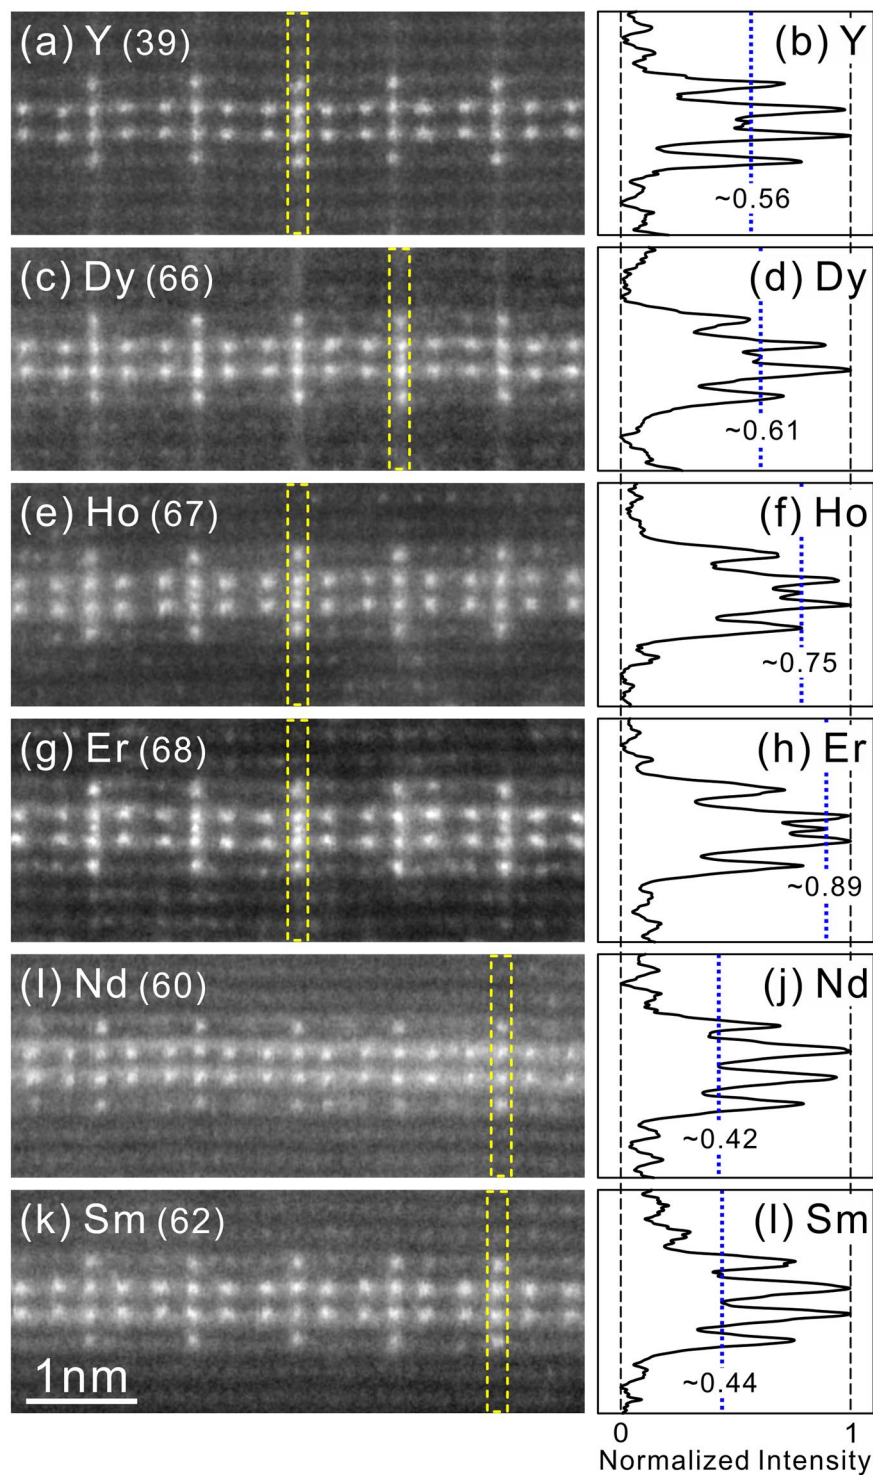 (a) Y (39)
(b) Y
~0.56
(c) Dy (66)
(d) Dy
~0.61
(e) Ho (67)
(f) Ho
~0.75
(g) Er (68)
(h) Er
~0.89
(I) Nd (60)
(j) Nd
~0.42
(k) Sm (62)
(l) Sm
~0.44
1nm
0 1
Normalized Intensity